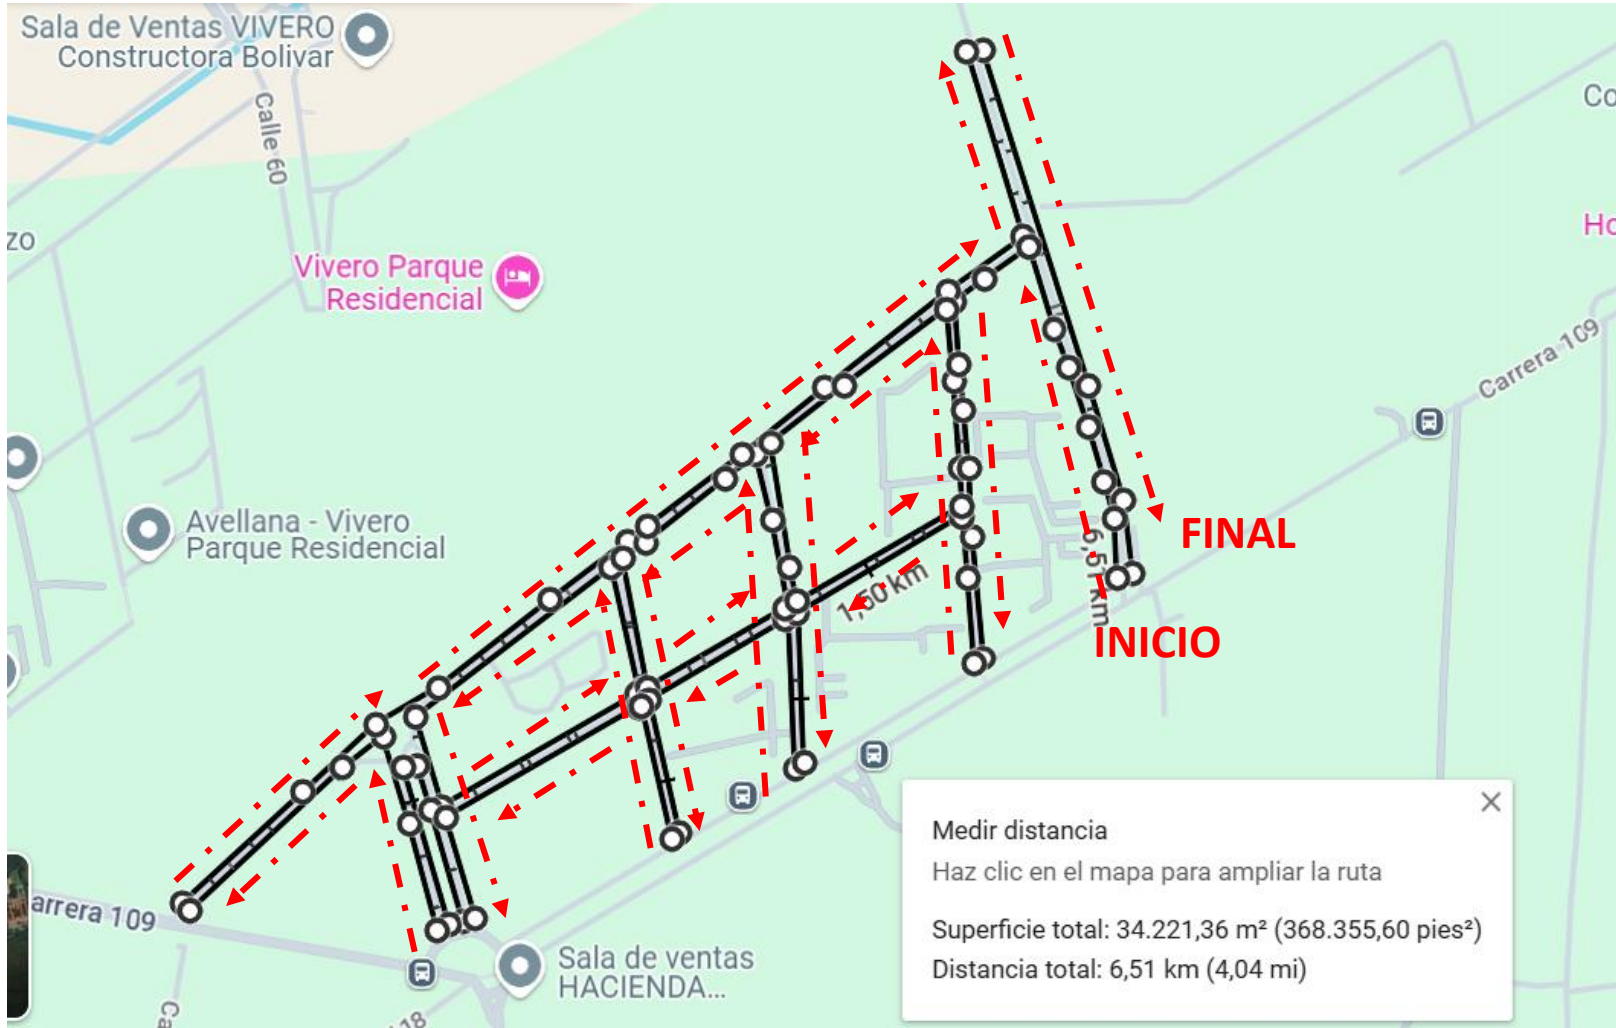 Sala de Ventas VIVERO
Constructora Bolivar
Calle 60
Co
zo
Ho
Vivero Parque
Residencial
Carrera 109
Avellana - Vivero
Parque Residencial
FINAL
6,51 km
1,50 km
INICIO
Medir distancia
Haz clic en el mapa para ampliar la ruta
Superficie total: 34.221,36 m² (368.355,60 pies²)
Distancia total: 6,51 km (4,04 mi)
arrera 109
Sala de ventas
HACIENDA...
Ca
18